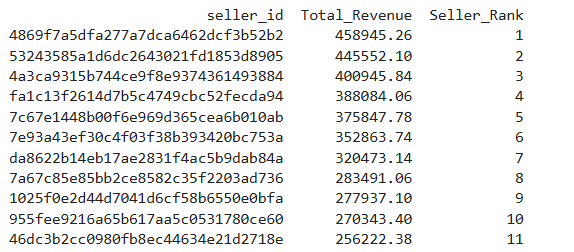 seller_id Total_Revenue Seller_Rank
4869f7a5dfa277a7dca6462dcf3b52b2 458945.26 1
53243585a1d6dc2643021fd1853d8905 445552.10 2
4a3ca9315b744ce9f8e9374361493884 400945.84 3
fa1c13f2614d7b5c4749cbc52fecda94 388084.06 4
7c67e1448b00f6e969d365cea6b010ab 375847.78 5
7e93a43ef30c4f03f38b393420bc753a 352863.74 6
da8622b14eb17ae2831f4ac5b9dab84a 320473.14 7
7a67c85e85bb2ce8582c35f2203ad736 283491.06 8
1025f0e2d44d7041d6cf58b6550e0bfa 277937.10 9
955fee9216a65b617aa5c0531780ce60 270343.40 10
46dc3b2cc0980fb8ec44634e21d2718e 256222.38 11